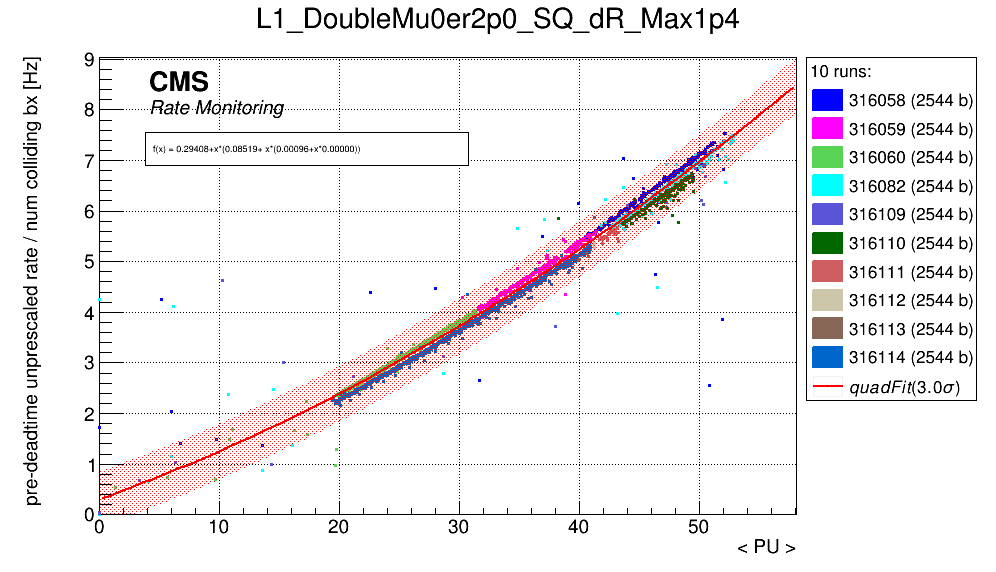 L1_DoubleMu0er2p0_SQ_dR_Max1p4
pre-deadtime unprescaled rate / num colliding bx [Hz]
9
8
7
6
5
4
3
2
1
0
CMS
Rate Monitoring
f(x) = 0.29408+x*(0.08519+ x*(0.00096+x*0.00000))
0 10 20 30 40 50
< PU >
10 runs:
316058 (2544 b)
316059 (2544 b)
316060 (2544 b)
316082 (2544 b)
316109 (2544 b)
316110 (2544 b)
316111 (2544 b)
316112 (2544 b)
316113 (2544 b)
316114 (2544 b)
quadFit(3.0σ)